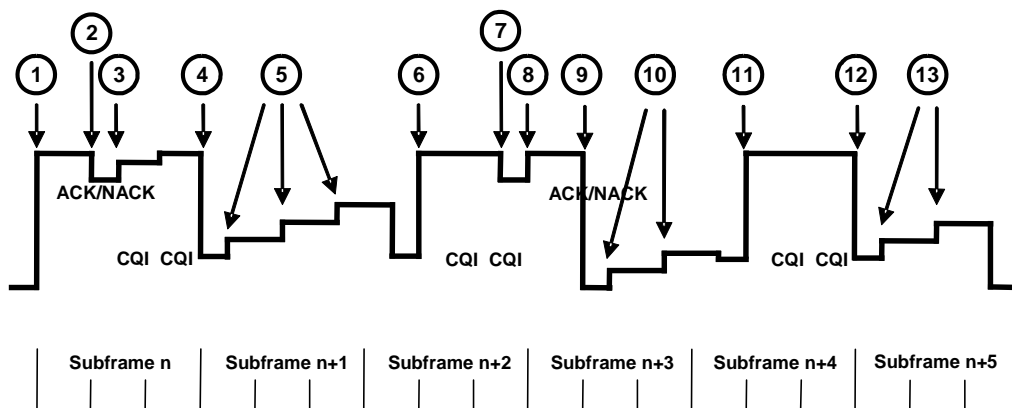 2
7
1
3
4
5
6
8
9
10
11
12
13
ACK/NACK
ACK/NACK
CQI CQI
CQI CQI
CQI CQI
Subframe n
Subframe n+1
Subframe n+2
Subframe n+3
Subframe n+4
Subframe n+5